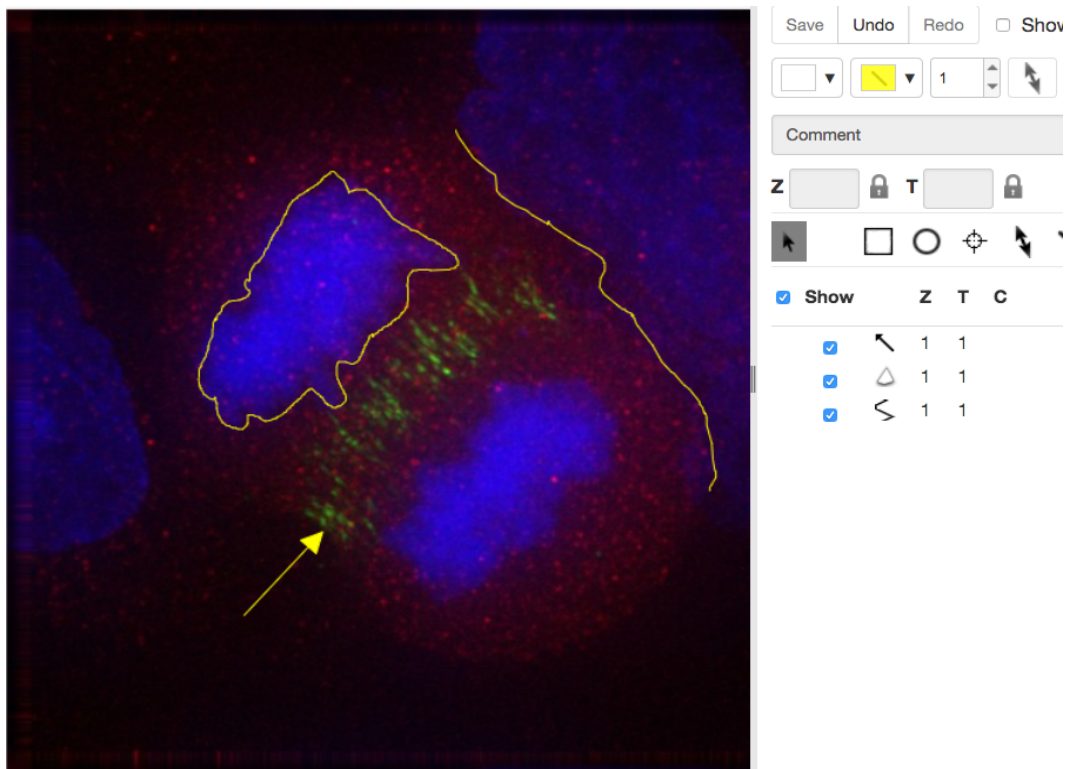 Save Undo Redo Show
1
Comment
Z T
Show Z T C
1 1
1 1
1 1